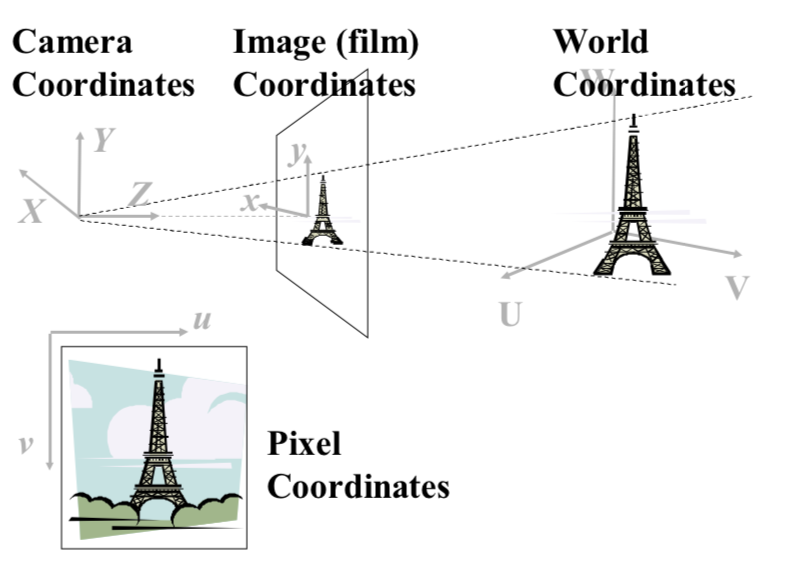 Camera
Coordinates
Image (film)
Coordinates
World
Coordinates
W
Y
X
Z
y
x
U
V
u
v
Pixel
Coordinates